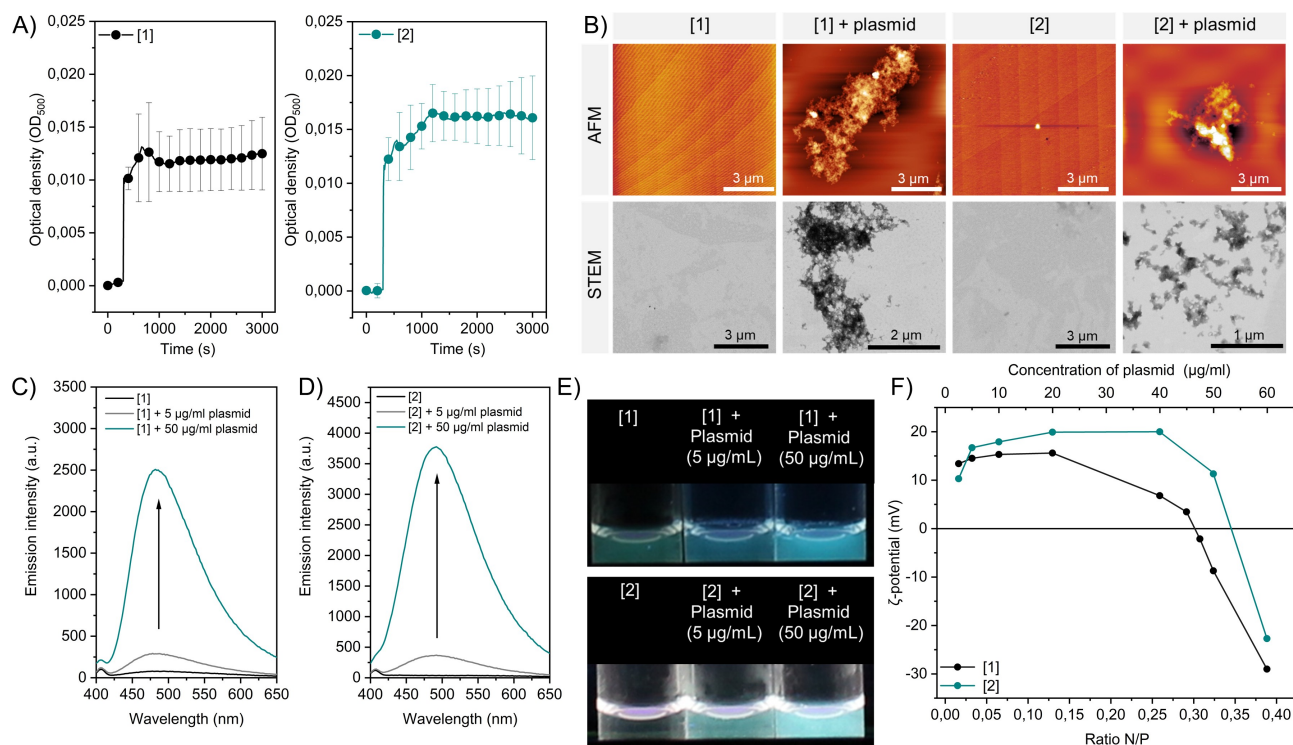 A)
0,025
0,020
0,015
0,010
0,005
0,000
Optical density (OD500)
[1]
0 1000 2000 3000
Time (s)
0,025
0,020
0,015
0,010
0,005
0,000
Optical density (OD500)
[2]
0 1000 2000 3000
Time (s)
B)
[1] [1] + plasmid [2] [2] + plasmid
AFM
3 µm 3 µm 3 µm 3 µm
STEM
3 µm 2 µm 3 µm 1 µm
C)
3500
3000
2500
2000
1500
1000
500
250
0
Emission intensity (a.u.)
[1]
[1] + 5 µg/ml plasmid
[1] + 50 µg/ml plasmid
400 450 500 550 600 650
Wavelength (nm)
D)
4500
4000
3500
3000
2500
2000
1500
1000
500
0
Emission intensity (a.u.)
[2]
[2] + 5 µg/ml plasmid
[2] + 50 µg/ml plasmid
400 450 500 550 600 650
Wavelength (nm)
E)
[1] [1] + [1] +
Plasmid Plasmid
(5 µg/mL) (50 µg/mL)
[2] [2] + [2] +
Plasmid Plasmid
(5 µg/mL) (50 µg/mL)
F)
Concentration of plasmid (µg/ml)
0 10 20 30 40 50 60
20
10
0
-10
-20
-30
ζ-potential (mV)
[1]
[2]
0,00 0,05 0,10 0,15 0,20 0,25 0,30 0,35 0,40
Ratio N/P